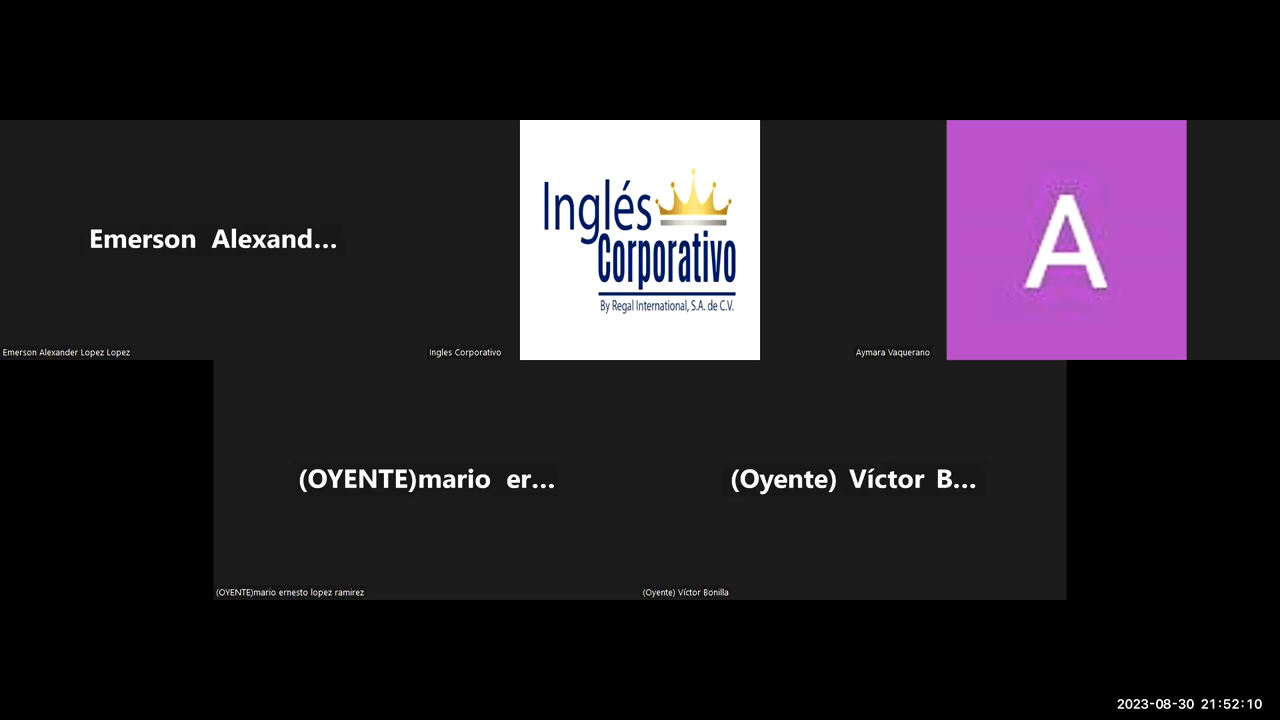 Emerson Alexand...
Emerson Alexander Lopez Lopez
Inglés
Corporativo
By Regal International, S.A. de C.V.
Ingles Corporativo
A
Aymara Vaquerano
(OYENTE)mario er...
(OYENTE)mario ernesto lopez ramirez
(Oyente) Víctor B...
(Oyente) Víctor Bonilla
2023-08-30 21:52:10